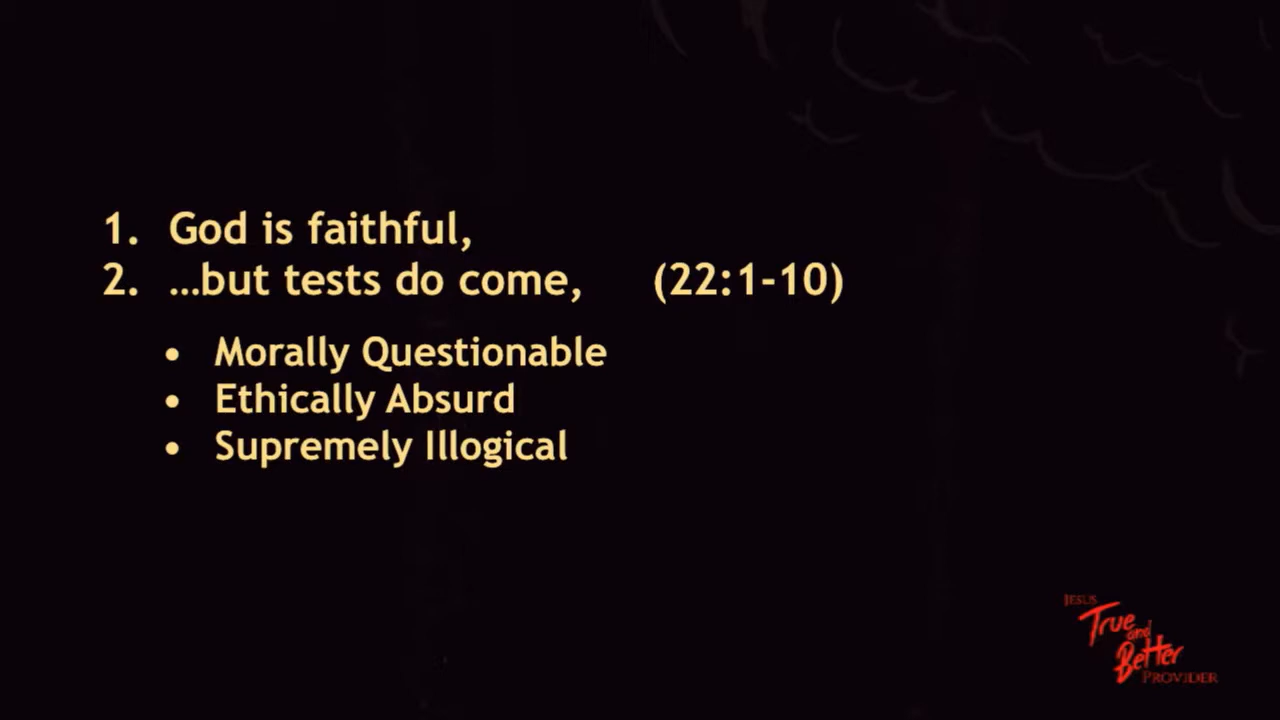 1. God is faithful,
2. …but tests do come, (22:1-10)
• Morally Questionable
• Ethically Absurd
• Supremely Illogical
JESUS
True and
Better
PROVIDER